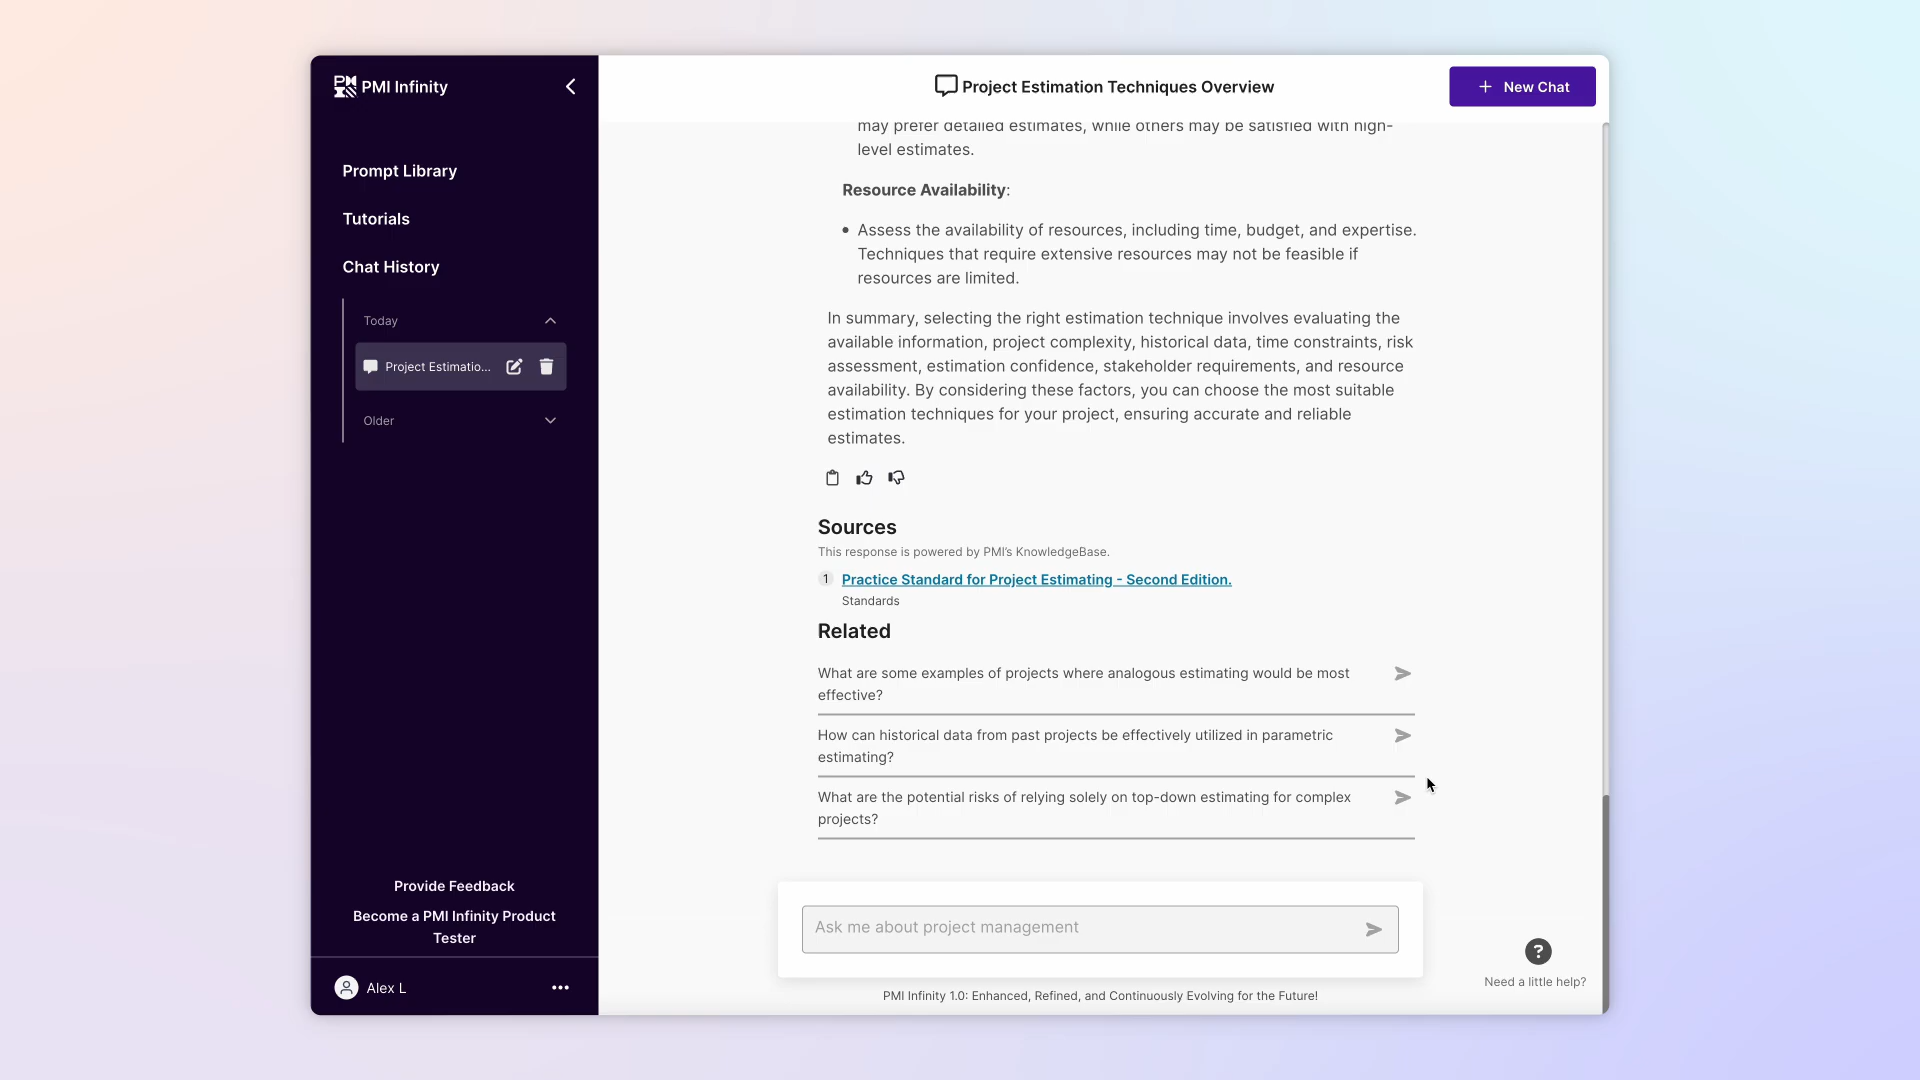 PMI Infinity
Prompt Library
Tutorials
Chat History
Today
Project Estimatio...
Older
Provide Feedback
Become a PMI Infinity Product
Tester
Alex L
Project Estimation Techniques Overview
New Chat
may prefer detailed estimates, while others may be satisfied with high-
level estimates.
Resource Availability:
• Assess the availability of resources, including time, budget, and expertise.
Techniques that require extensive resources may not be feasible if
resources are limited.
In summary, selecting the right estimation technique involves evaluating the
available information, project complexity, historical data, time constraints, risk
assessment, estimation confidence, stakeholder requirements, and resource
availability. By considering these factors, you can choose the most suitable
estimation techniques for your project, ensuring accurate and reliable
estimates.
Sources
This response is powered by PMI's KnowledgeBase.
1 Practice Standard for Project Estimating - Second Edition.
Standards
Related
What are some examples of projects where analogous estimating would be most
effective?
How can historical data from past projects be effectively utilized in parametric
estimating?
What are the potential risks of relying solely on top-down estimating for complex
projects?
Ask me about project management
PMI Infinity 1.0: Enhanced, Refined, and Continuously Evolving for the Future!
?
Need a little help?